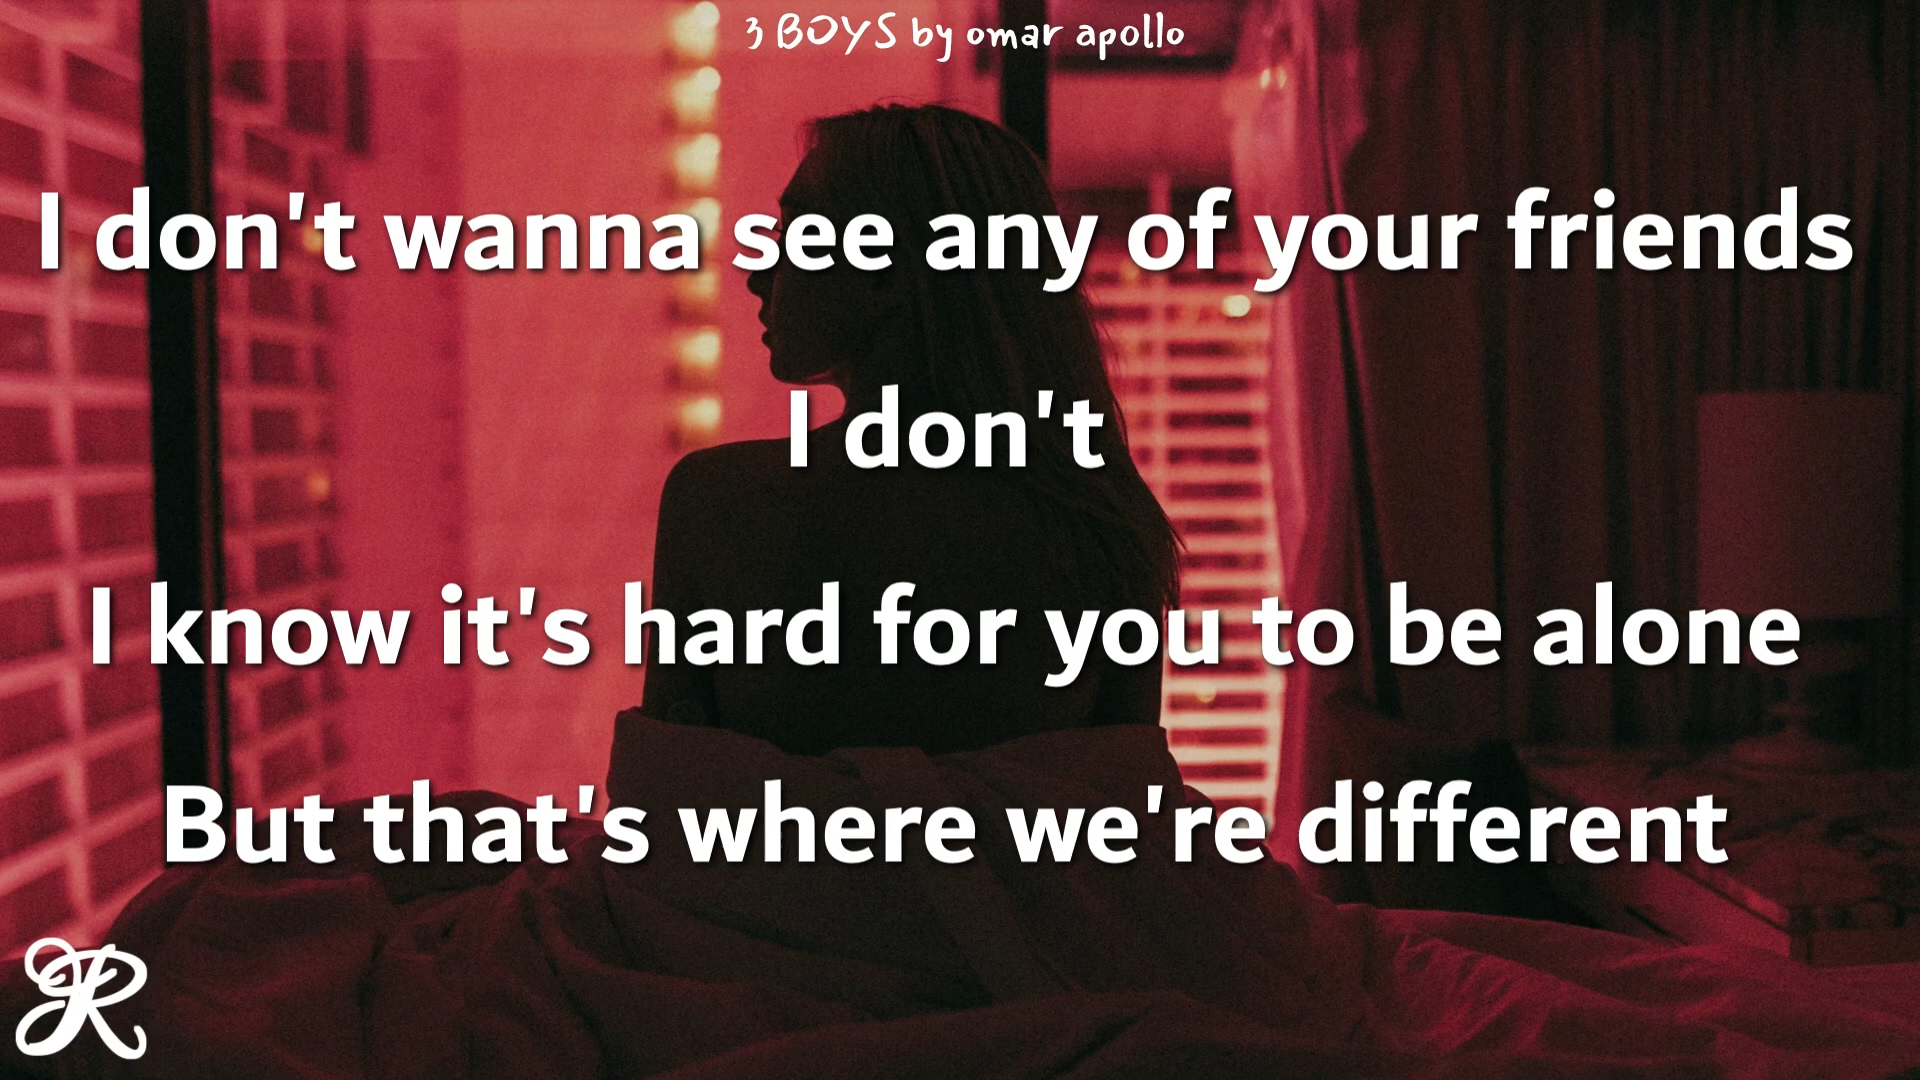 3 BOYS by omar apollo
I don't wanna see any of your friends
I don't
I know it's hard for you to be alone
But that's where we're different
R